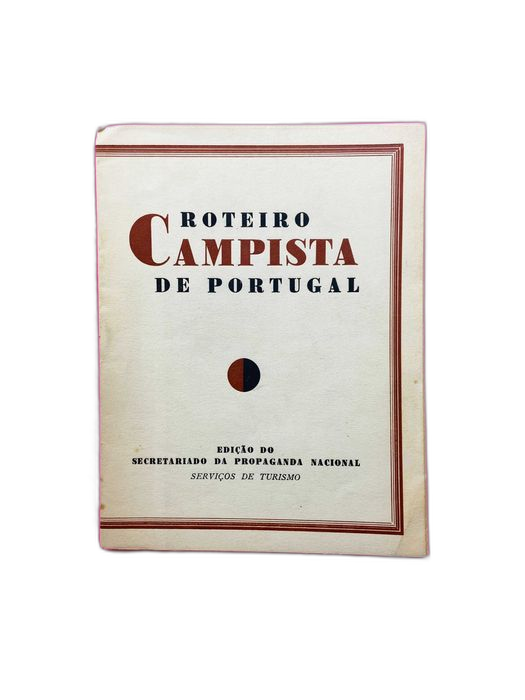 ROTEIRO
CAMPISTA
DE PORTUGAL
EDIÇÃO DO
SECRETARIADO DA PROPAGANDA NACIONAL
SERVIÇOS DE TURISMO